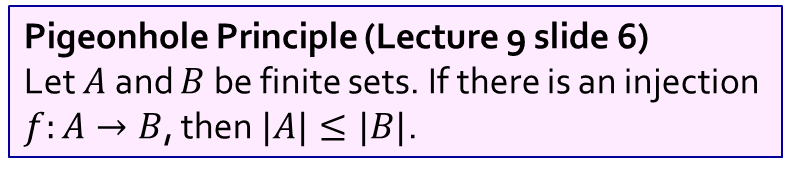 Pigeonhole Principle (Lecture 9 slide 6)
Let A and B be finite sets. If there is an injection
f: A → B, then |A| ≤ |B|.